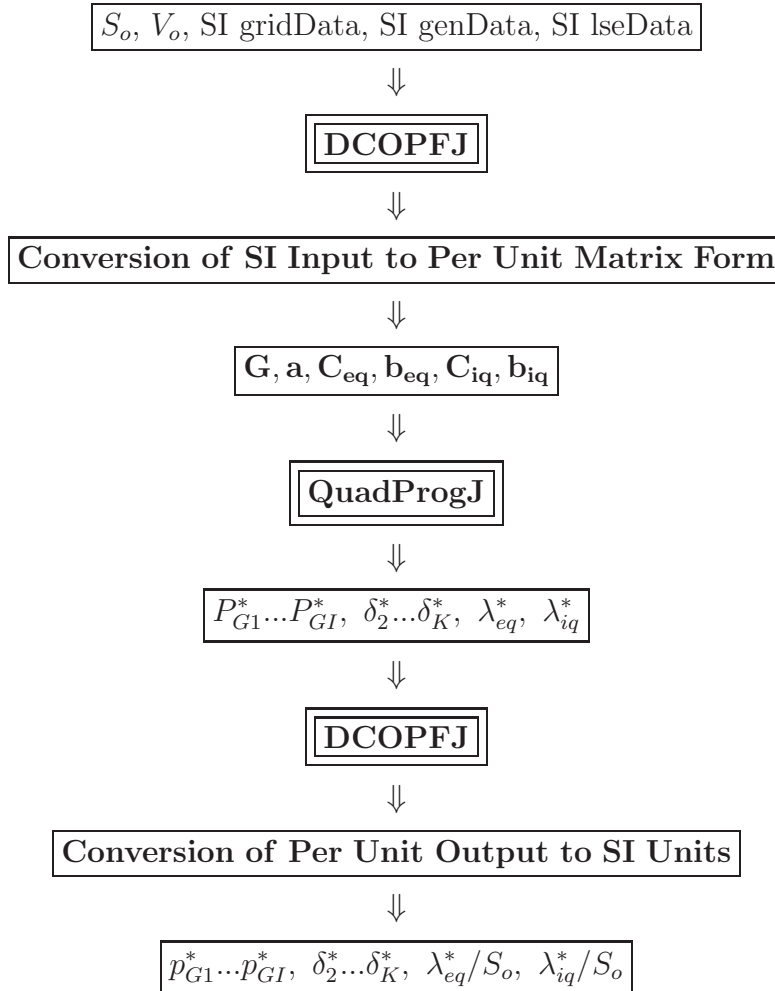 S_o, V_o, SI gridData, SI genData, SI lseData
⇓
DCOPFJ
⇓
Conversion of SI Input to Per Unit Matrix Form
⇓
G, a, C_eq, b_eq, C_iq, b_iq
⇓
QuadProgJ
⇓
P*_G1...P*_GI, δ*_2...δ*_K, λ*_eq, λ*_iq
⇓
DCOPFJ
⇓
Conversion of Per Unit Output to SI Units
⇓
p*_G1...p*_GI, δ*_2...δ*_K, λ*_eq/S_o, λ*_iq/S_o